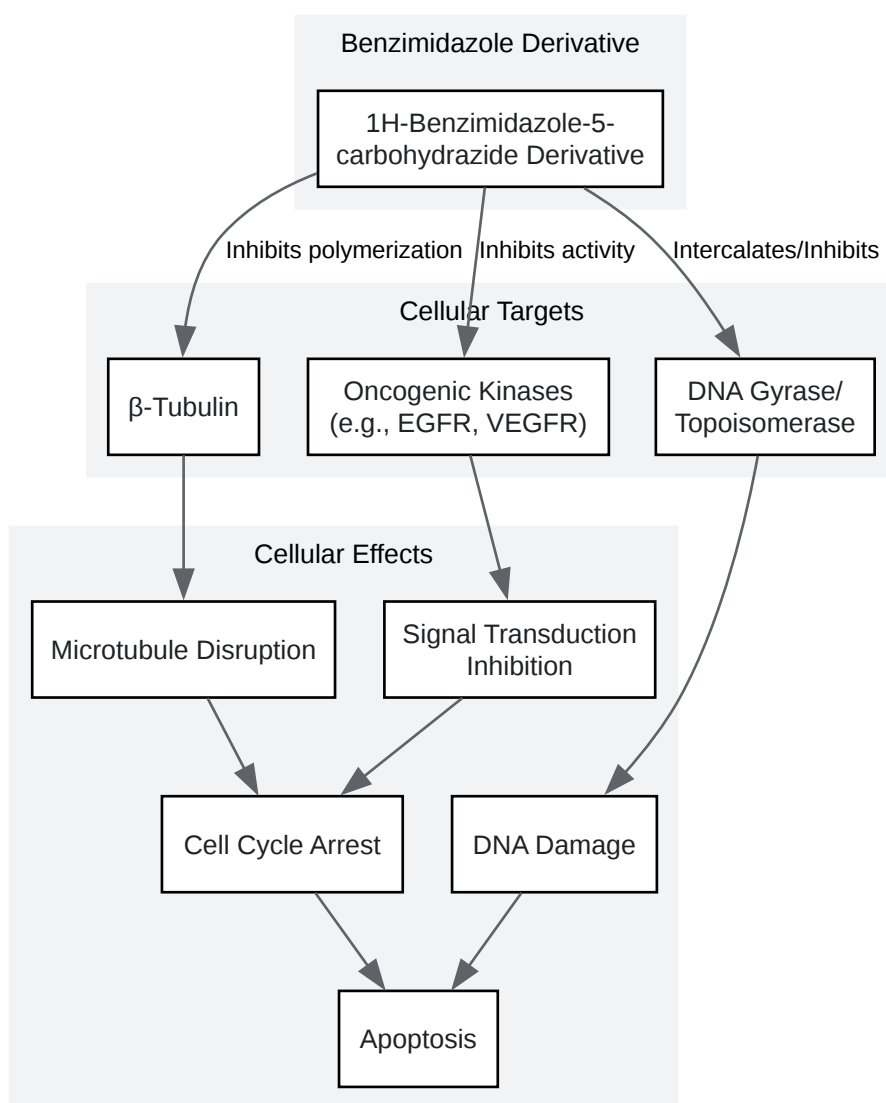 Benzimidazole Derivative
1H-Benzimidazole-5-
carbohydrazide Derivative
Inhibits polymerization
Inhibits activity
Intercalates/Inhibits
Cellular Targets
β-Tubulin
Oncogenic Kinases
(e.g., EGFR, VEGFR)
DNA Gyrase/
Topoisomerase
Cellular Effects
Microtubule Disruption
Signal Transduction
Inhibition
Cell Cycle Arrest
DNA Damage
Apoptosis